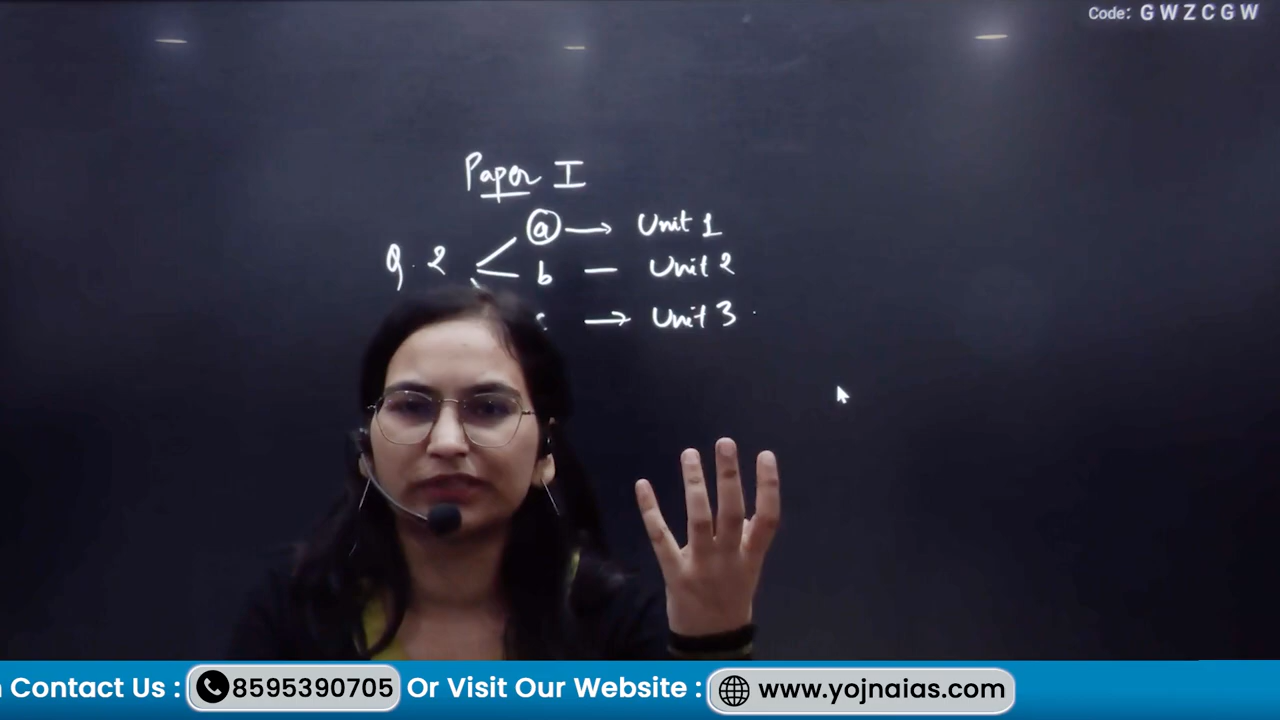 Code: GWZCGW
Paper I
a → Unit 1
Q. 2 b — Unit 2
c → Unit 3
Contact Us : 8595390705 Or Visit Our Website : www.yojnaias.com